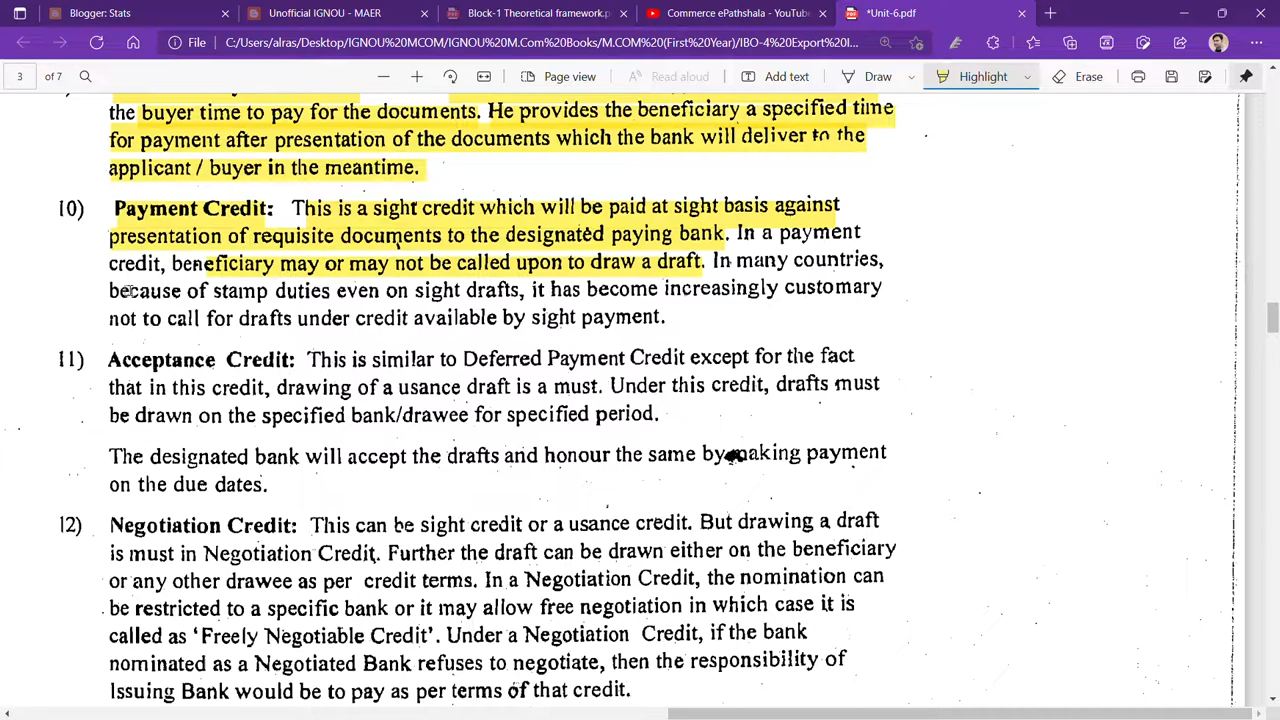 3
Blogger: Stats
Unofficial IGNOU - MAER
Block-1 Theoretical framework.p
Commerce ePathshala - YouTube
*Unit-6.pdf
File
C:/Users/alras/Desktop/IGNOU%20MCOM/IGNOU%20M.Com%20Books/M.COM%20(First%20Year)/IBO-4%20Export%20I...
3 of 7
Page view
Read aloud
Add text
Draw
Highlight
Erase
the buyer time to pay for the documents. He provides the beneficiary a specified time
for payment after presentation of the documents which the bank will deliver to the
applicant / buyer in the meantime.
10) Payment Credit: This is a sight credit which will be paid at sight basis against
presentation of requisite documents to the designated paying bank. In a payment
credit, beneficiary may or may not be called upon to draw a draft. In many countries,
because of stamp duties even on sight drafts, it has become increasingly customary
not to call for drafts under credit available by sight payment.
11) Acceptance Credit: This is similar to Deferred Payment Credit except for the fact
that in this credit, drawing of a usance draft is a must. Under this credit, drafts must
be drawn on the specified bank/drawee for specified period.
The designated bank will accept the drafts and honour the same by making payment
on the due dates.
12) Negotiation Credit: This can be sight credit or a usance credit. But drawing a draft
is must in Negotiation Credit. Further the draft can be drawn either on the beneficiary
or any other drawee as per credit terms. In a Negotiation Credit, the nomination can
be restricted to a specific bank or it may allow free negotiation in which case it is
called as 'Freely Negotiable Credit'. Under a Negotiation Credit, if the bank
nominated as a Negotiated Bank refuses to negotiate, then the responsibility of
Issuing Bank would be to pay as per terms of that credit.